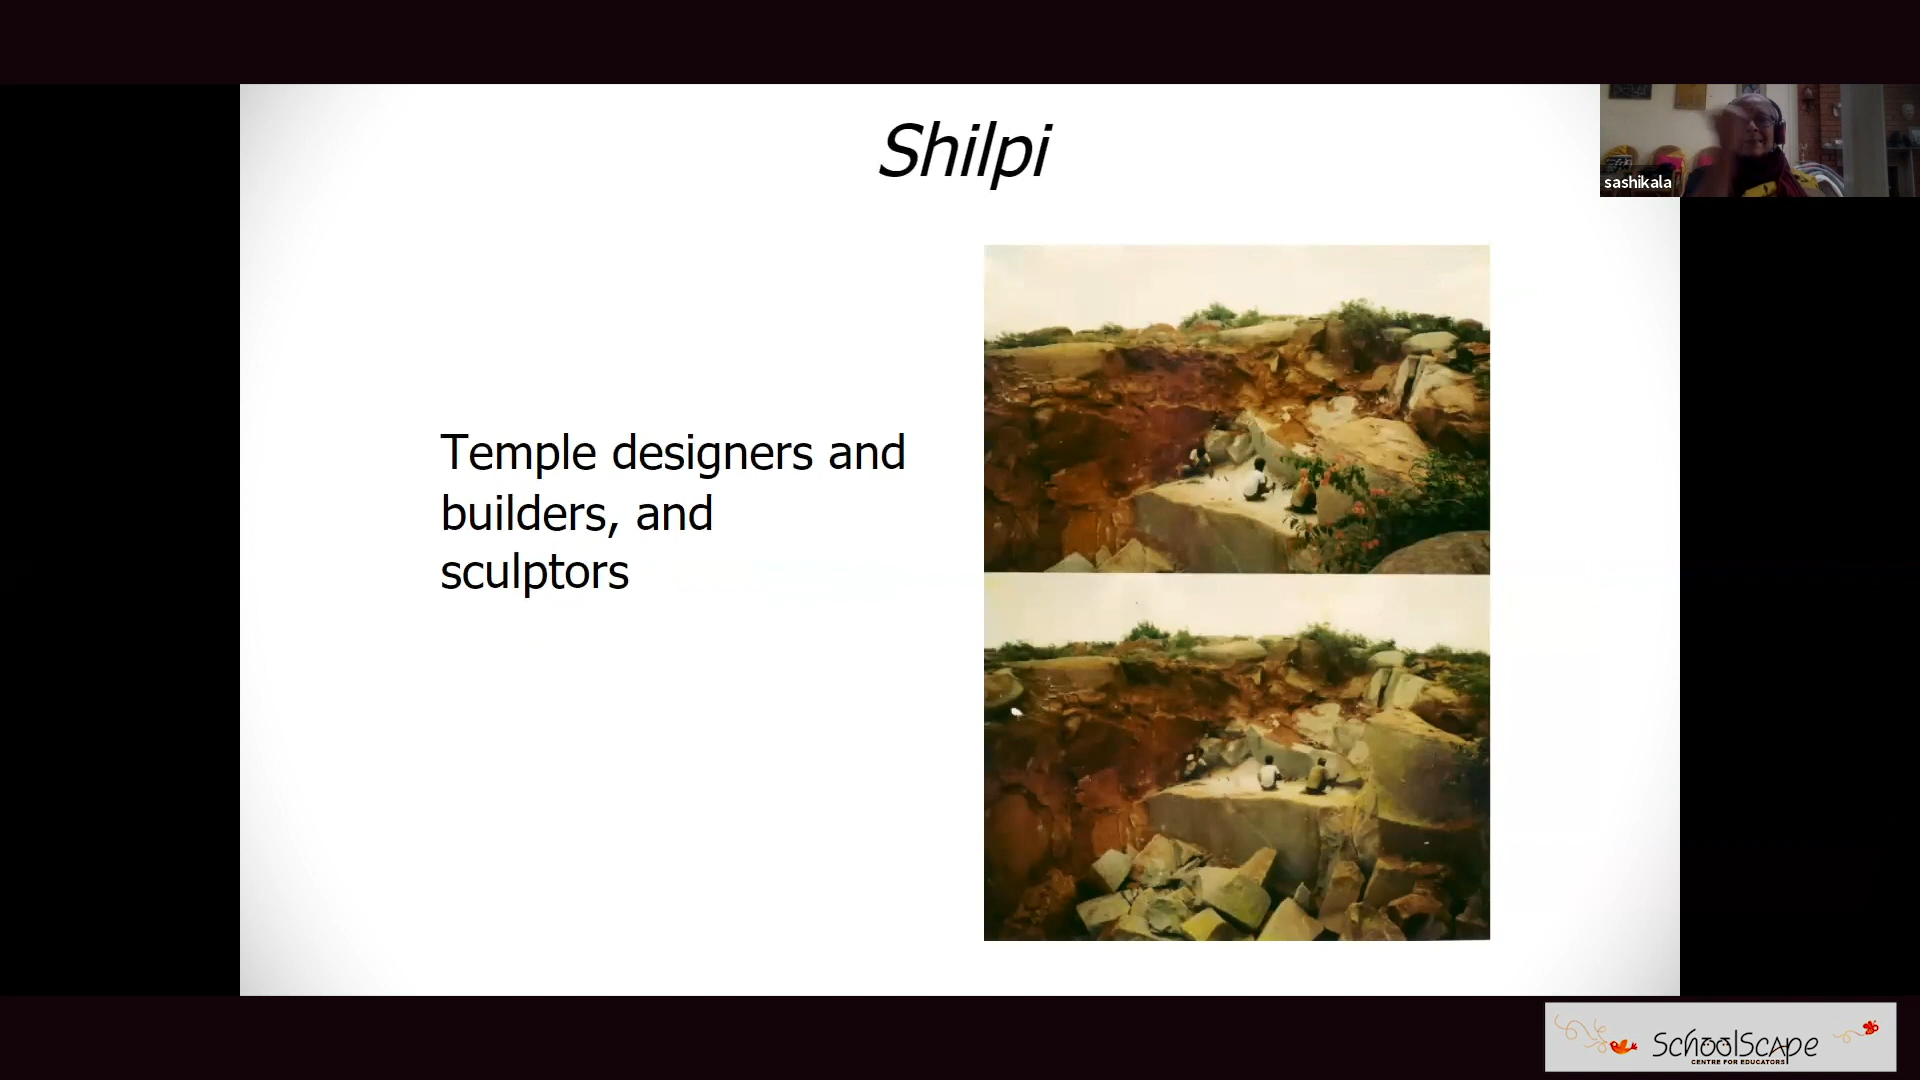 Shilpi
sashikala
Temple designers and
builders, and
sculptors
SchoolScape
CENTRE FOR EDUCATORS